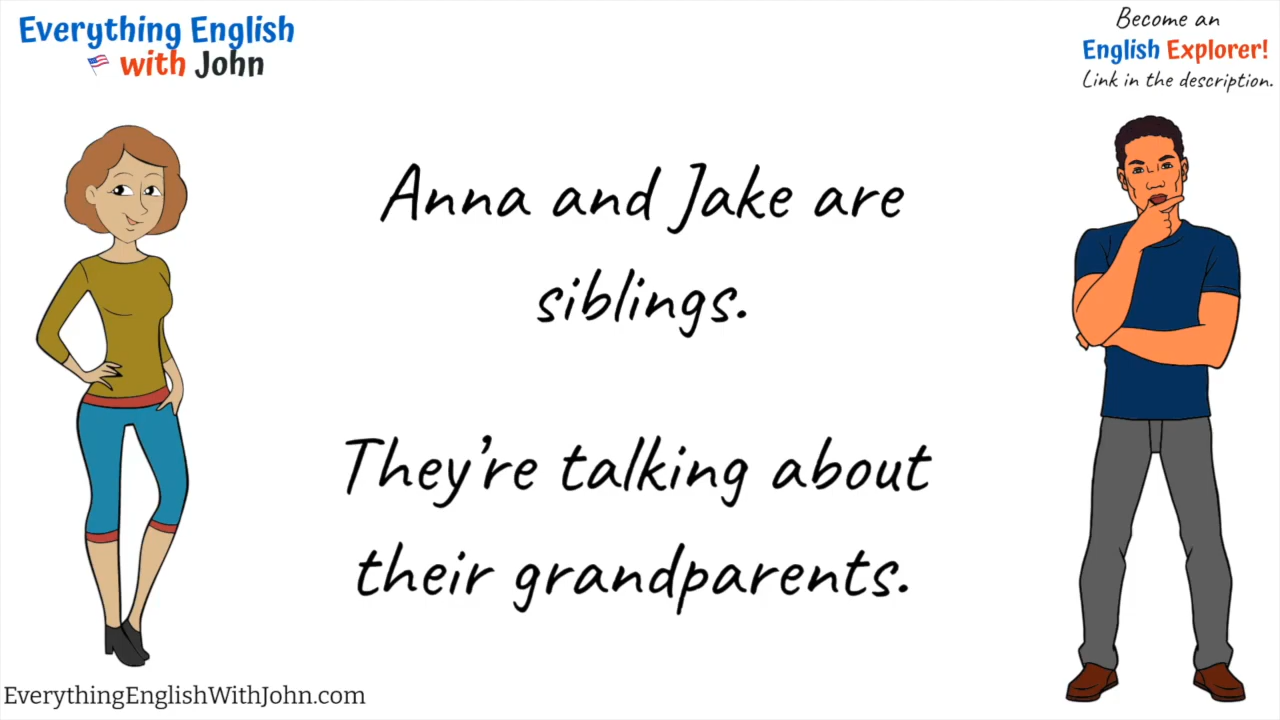 Everything English
with John
Become an
English Explorer!
Link in the description.
Anna and Jake are
siblings.
They're talking about
their grandparents.
EverythingEnglishWithJohn.com